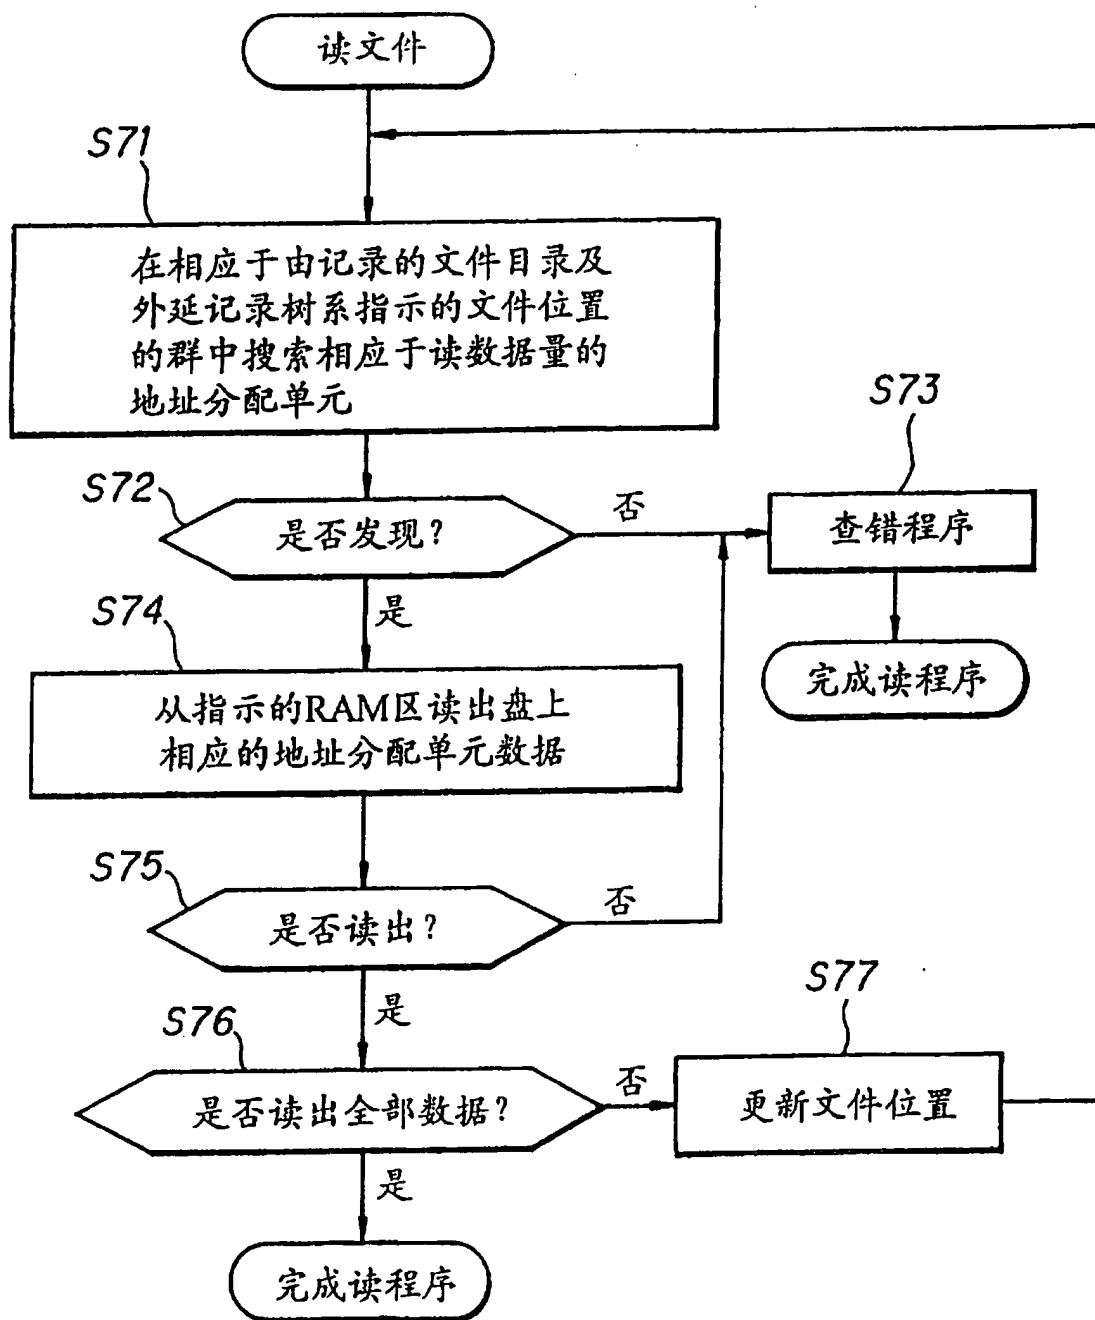 读文件
S71
在相应于由记录的文件目录及
外延记录树系指示的文件位置
的群中搜索相应于读数据量的
地址分配单元
S72
是否发现？
否
S73
查错程序
是
完成读程序
S74
从指示的RAM区读出盘上
相应的地址分配单元数据
S75
是否读出？
否
是
S76
是否读出全部数据？
否
S77
更新文件位置
是
完成读程序